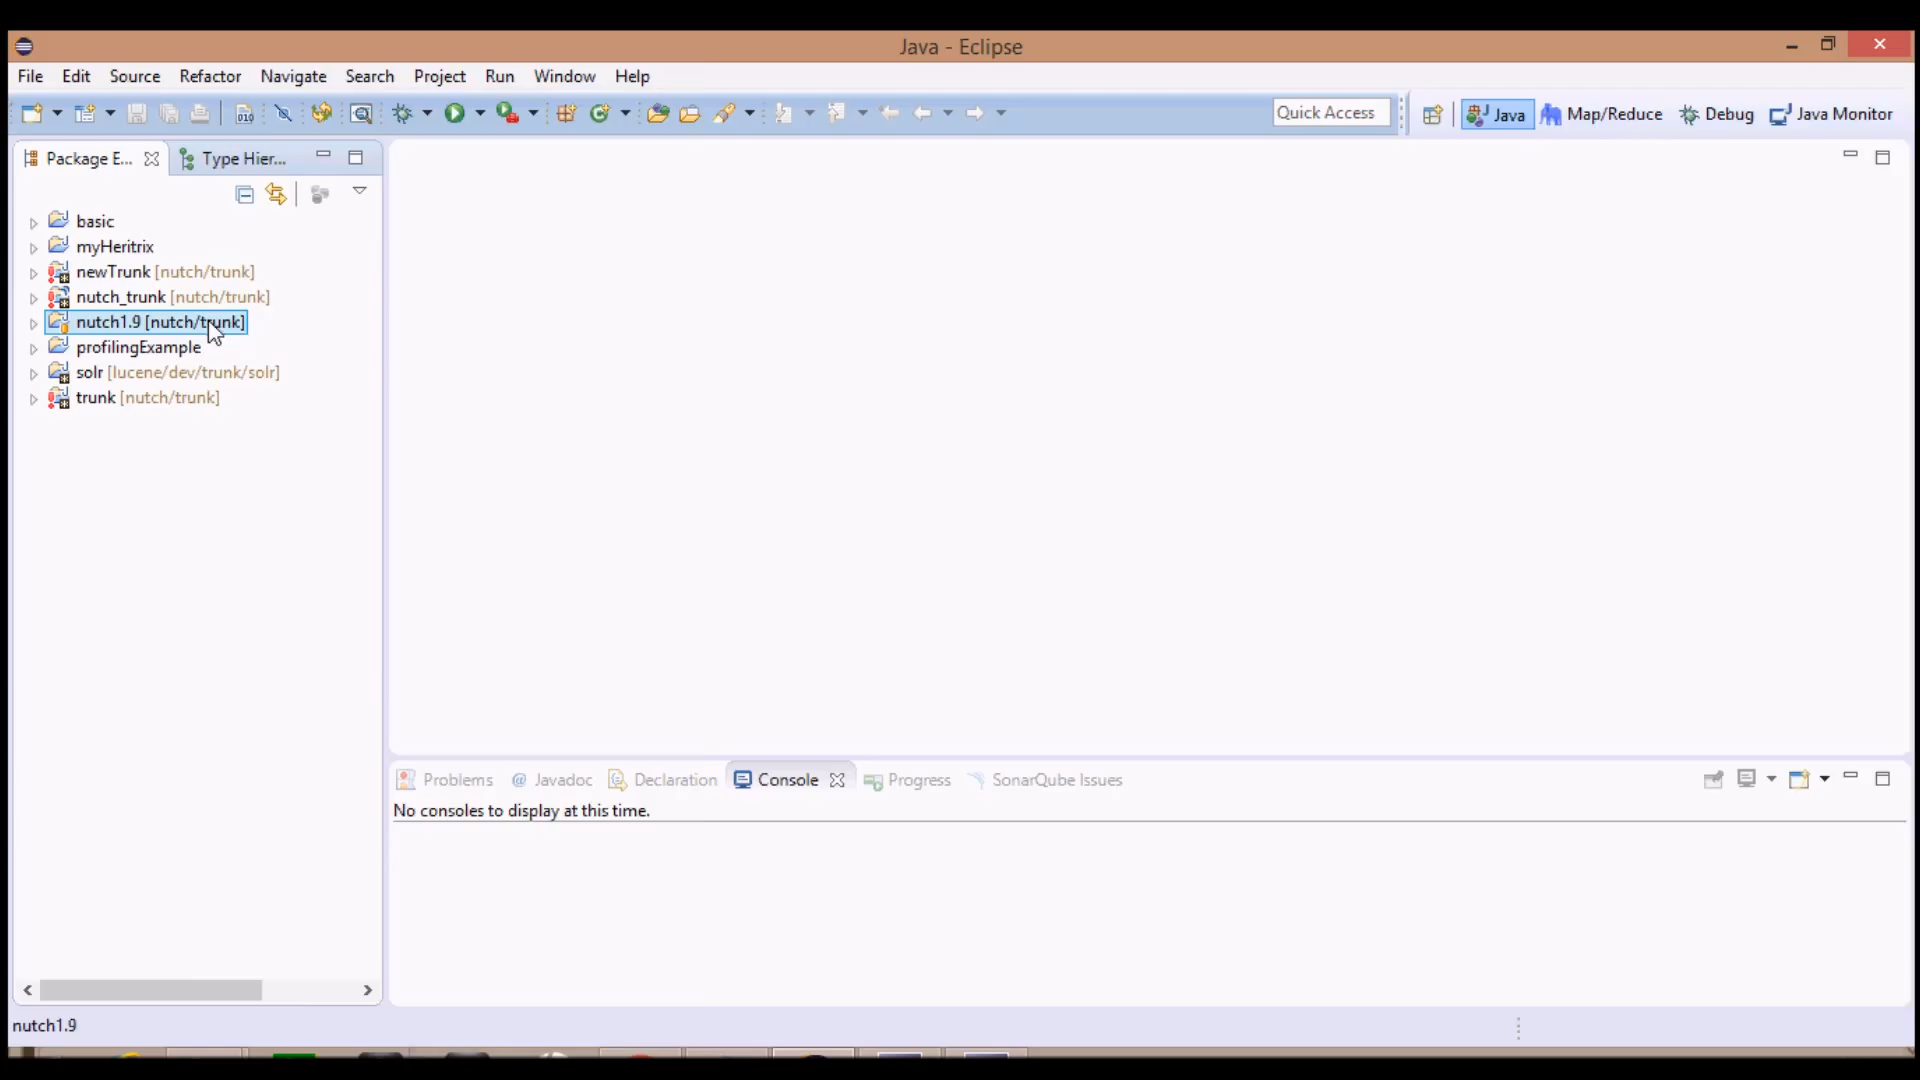 Java - Eclipse
File Edit Source Refactor Navigate Search Project Run Window Help
010 Quick Access Java Map/Reduce Debug Java Monitor
Package E... Type Hier...
basic
myHeritrix
newTrunk [nutch/trunk]
nutch_trunk [nutch/trunk]
nutch1.9 [nutch/trunk]
profilingExample
solr [lucene/dev/trunk/solr]
trunk [nutch/trunk]
Problems @ Javadoc Declaration Console Progress SonarQube Issues
No consoles to display at this time.
nutch1.9